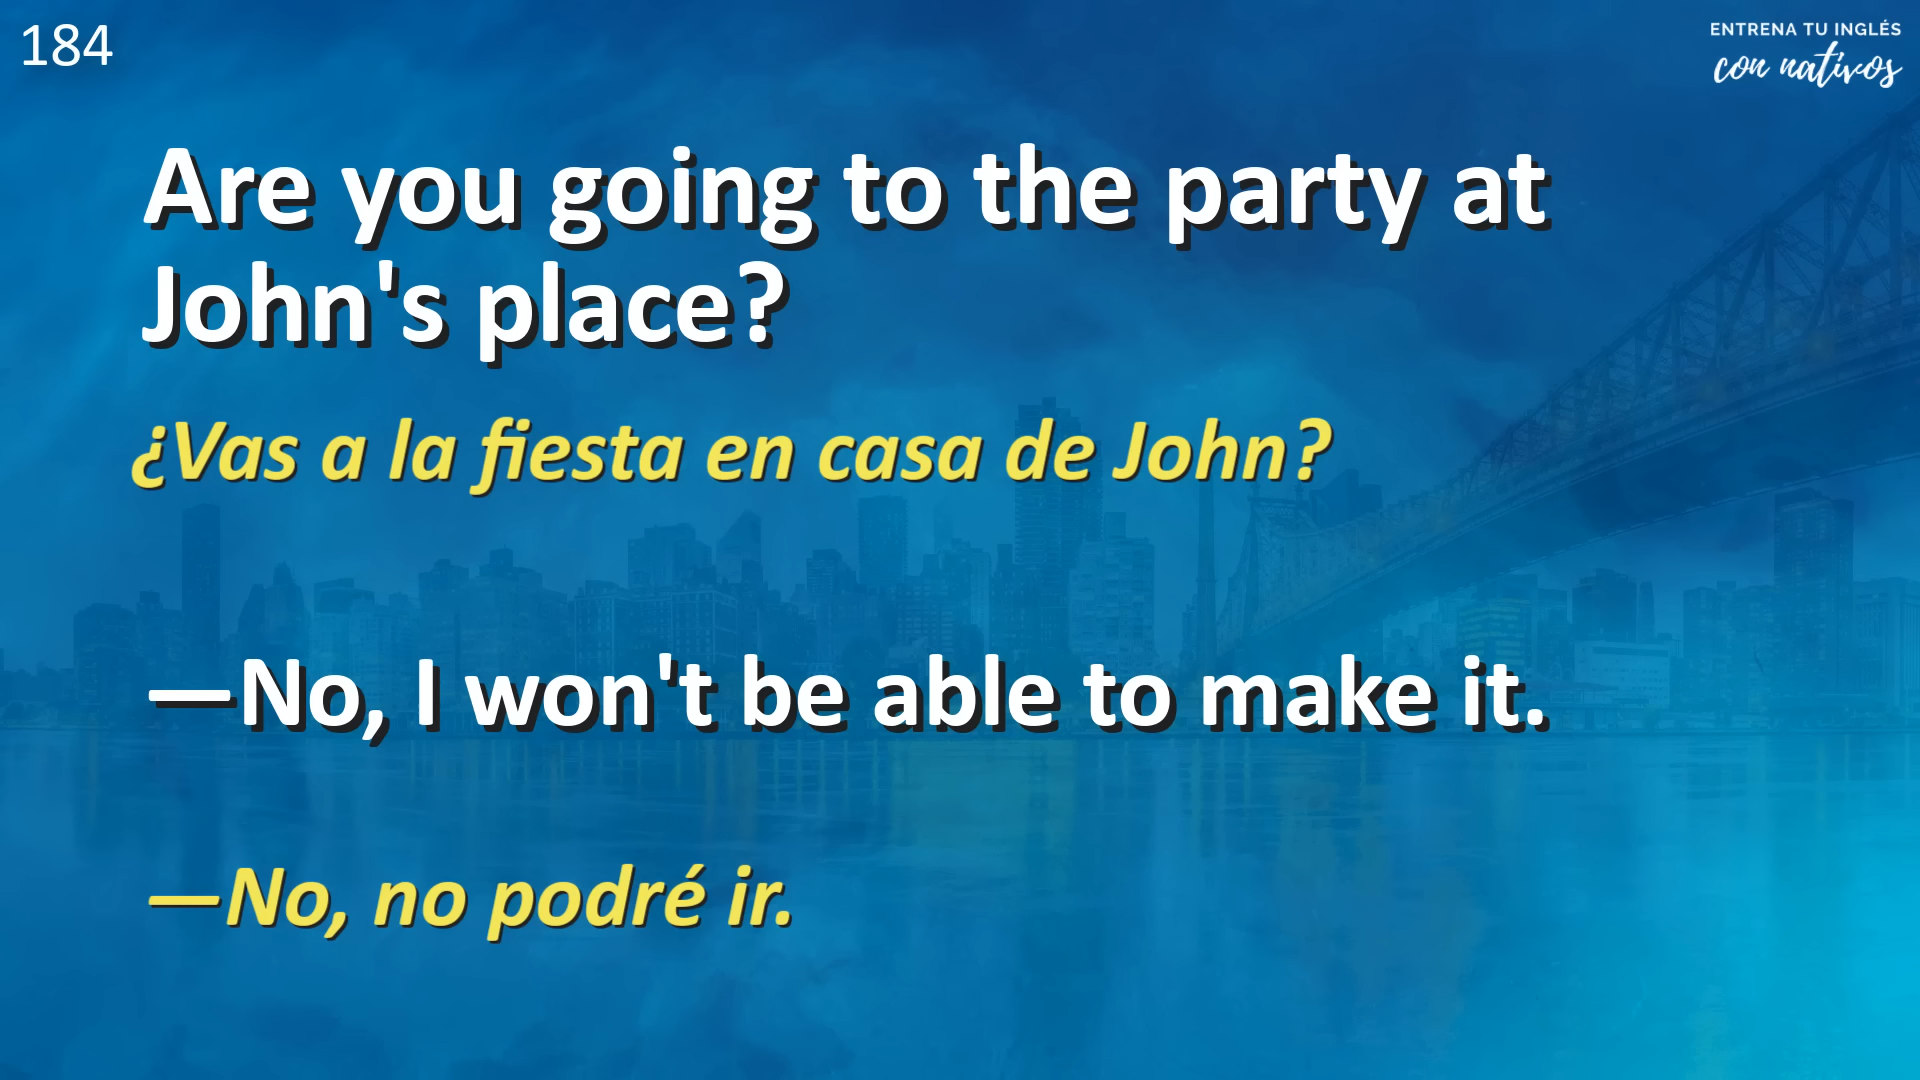 184
ENTRENA TU INGLÉS
con nativos
Are you going to the party at
John's place?
¿Vas a la fiesta en casa de John?
—No, I won't be able to make it.
—No, no podré ir.